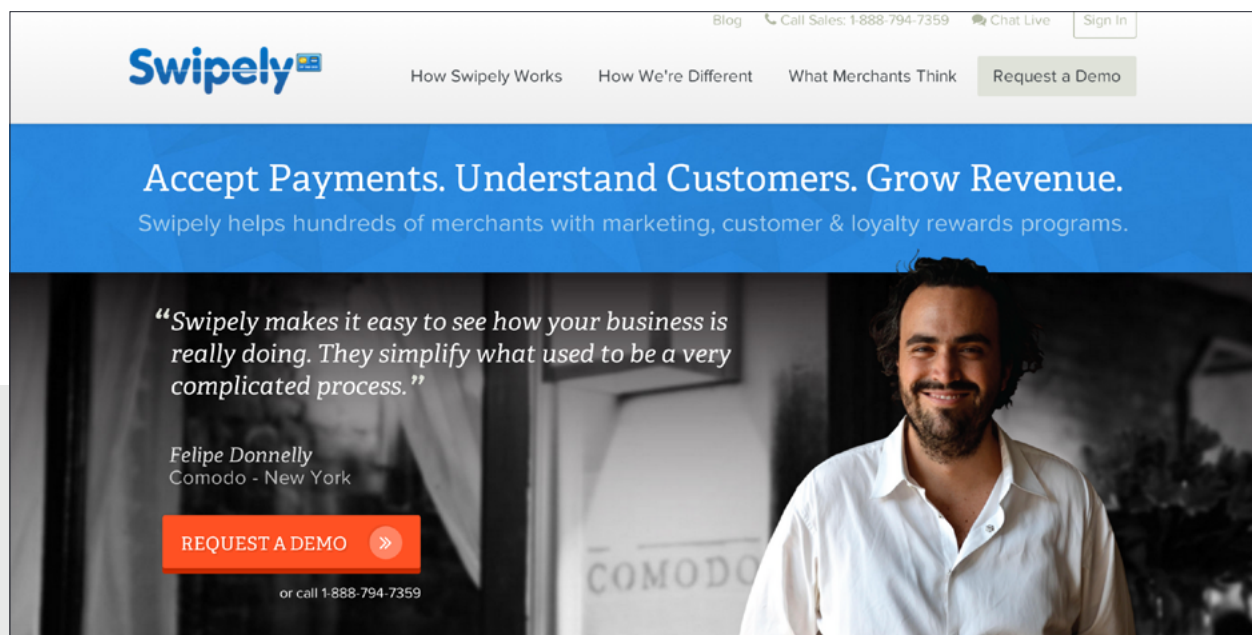 Blog Call Sales: 1-888-794-7359 Chat Live Sign In
Swipely
How Swipely Works How We're Different What Merchants Think Request a Demo
Accept Payments. Understand Customers. Grow Revenue.
Swipely helps hundreds of merchants with marketing, customer & loyalty rewards programs.
“Swipely makes it easy to see how your business is
really doing. They simplify what used to be a very
complicated process.”
Felipe Donnelly
Comodo - New York
REQUEST A DEMO »
or call 1-888-794-7359
COMODO